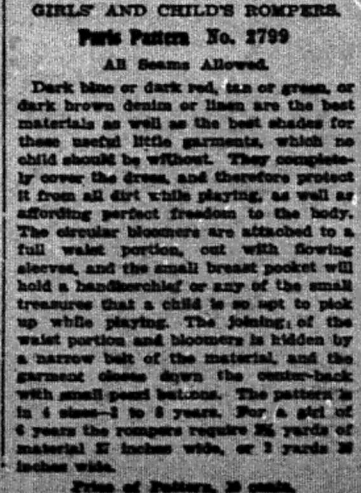 GIRLS' AND CHILD'S ROMPERS.
Paris Pattern No. 2799
All Seams Allowed.
Dark blue or dark red, tan or green, or
dark brown denim or linen are the best
materials as well as the best shades for
these useful little garments, which no
child should be without. They complete-
ly cover the dress, and therefore protect
it from all dirt while playing, as well as
affording perfect freedom to the body.
The circular bloomers are attached to a
full waist portion, cut with flowing
sleeves, and the small breast pocket will
hold a handkerchief or any of the small
treasures that a child is so apt to pick
up while playing. The joining of the
waist portion and bloomers is hidden by
a narrow belt of the material, and the
garment closes down the center-back
with small pearl buttons. The pattern is
in 4 sizes—2 to 8 years. For a girl of
6 years the rompers require yards of
material inches wide, or yards
inches wide.
Price of Pattern, 10 cents.